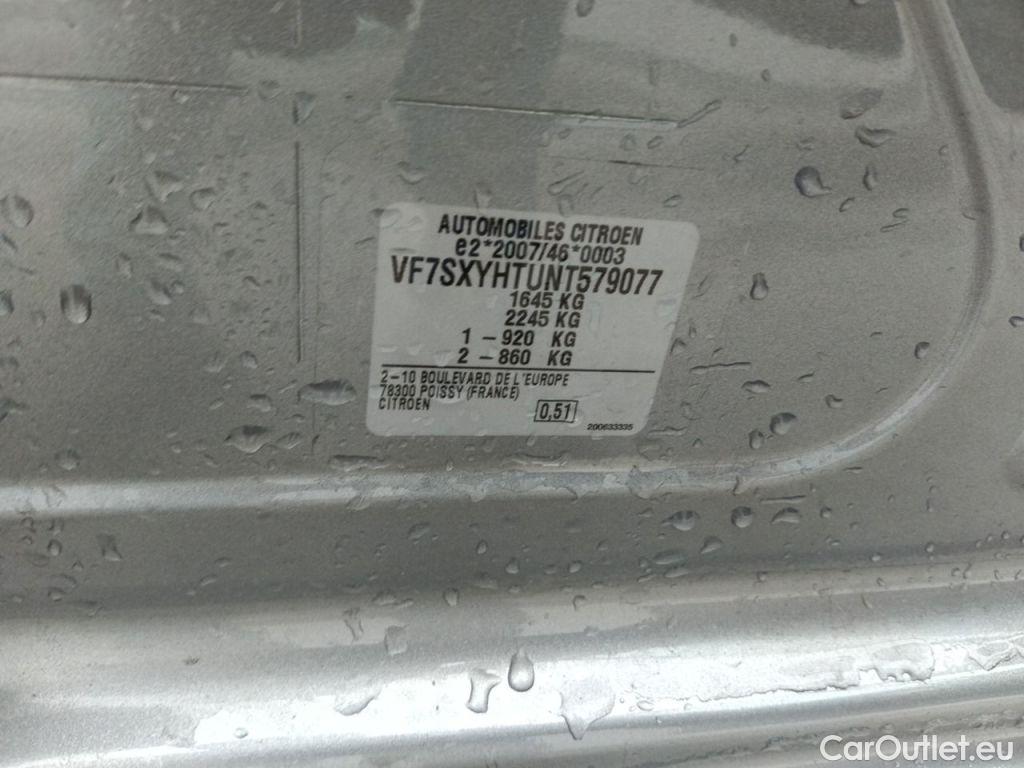 AUTOMOBILES CITROEN
e2*2007/46*0003
VF7SXYHTUNT579077
1645 KG
2245 KG
1 – 920 KG
2 – 860 KG
2–10 BOULEVARD DE L'EUROPE
78300 POISSY (FRANCE)
CITROEN
0,51
200633335
CarOutlet.eu